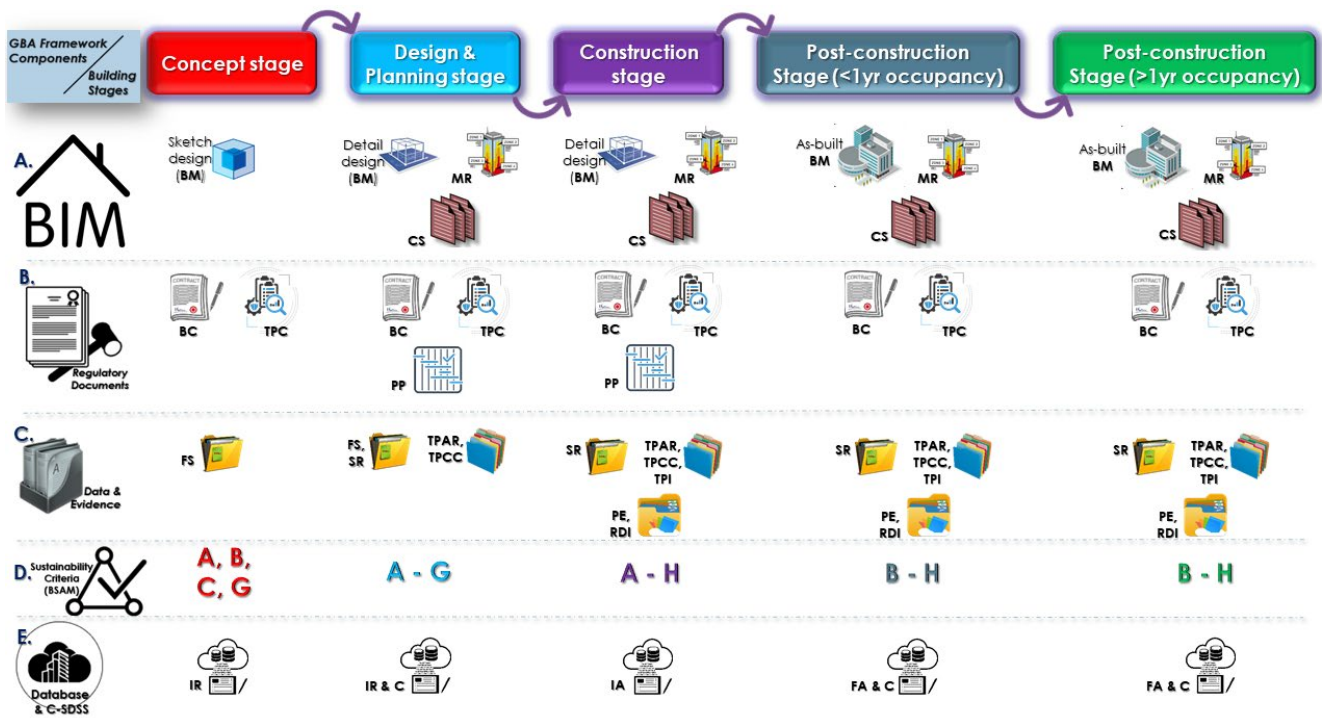 GBA Framework
Components
Building
Stages
Concept stage
Design &
Planning stage
Construction
stage
Post-construction
Stage (<1yr occupancy)
Post-construction
Stage (>1yr occupancy)
A.
BIM
Sketch
design
(BM)
Detail
design
(BM)
MR
CS
Detail
design
(BM)
MR
CS
As-built
BM
MR
CS
As-built
BM
MR
CS
B.
Regulatory
Documents
CONTRACT
BC
TPC
CONTRACT
BC
TPC
PP
CONTRACT
BC
TPC
PP
CONTRACT
BC
TPC
CONTRACT
BC
TPC
C.
A
Data &
Evidence
FS
FS,
SR
TPAR,
TPCC
SR
TPAR,
TPCC,
TPI
PE,
RDI
SR
TPAR,
TPCC,
TPI
PE,
RDI
SR
TPAR,
TPCC,
TPI
PE,
RDI
D.
Sustainability
Criteria
(BSAM)
A, B,
C, G
A - G
A - H
B - H
B - H
E.
Database
& C-SDSS
IR
IR & C
IA
FA & C
FA & C